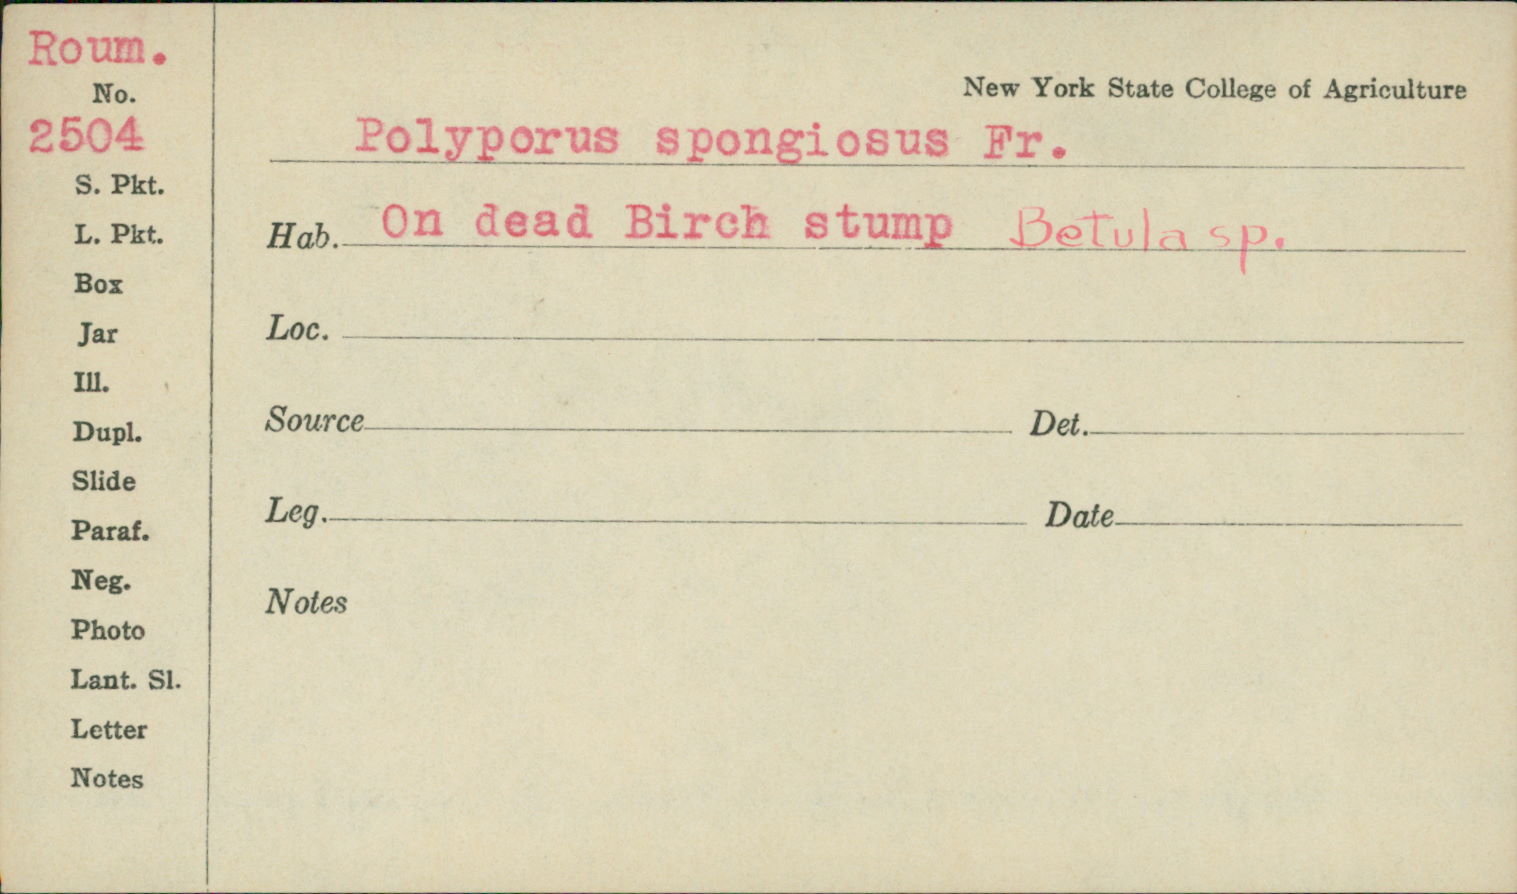 Roum.
No.
2504
S. Pkt.
L. Pkt.
Box
Jar
Ill.
Dupl.
Slide
Paraf.
Neg.
Photo
Lant. Sl.
Letter
Notes
New York State College of Agriculture
Polyporus spongiosus Fr.
Hab. On dead Birch stump Betula sp.
Loc.
Source Det.
Leg. Date
Notes